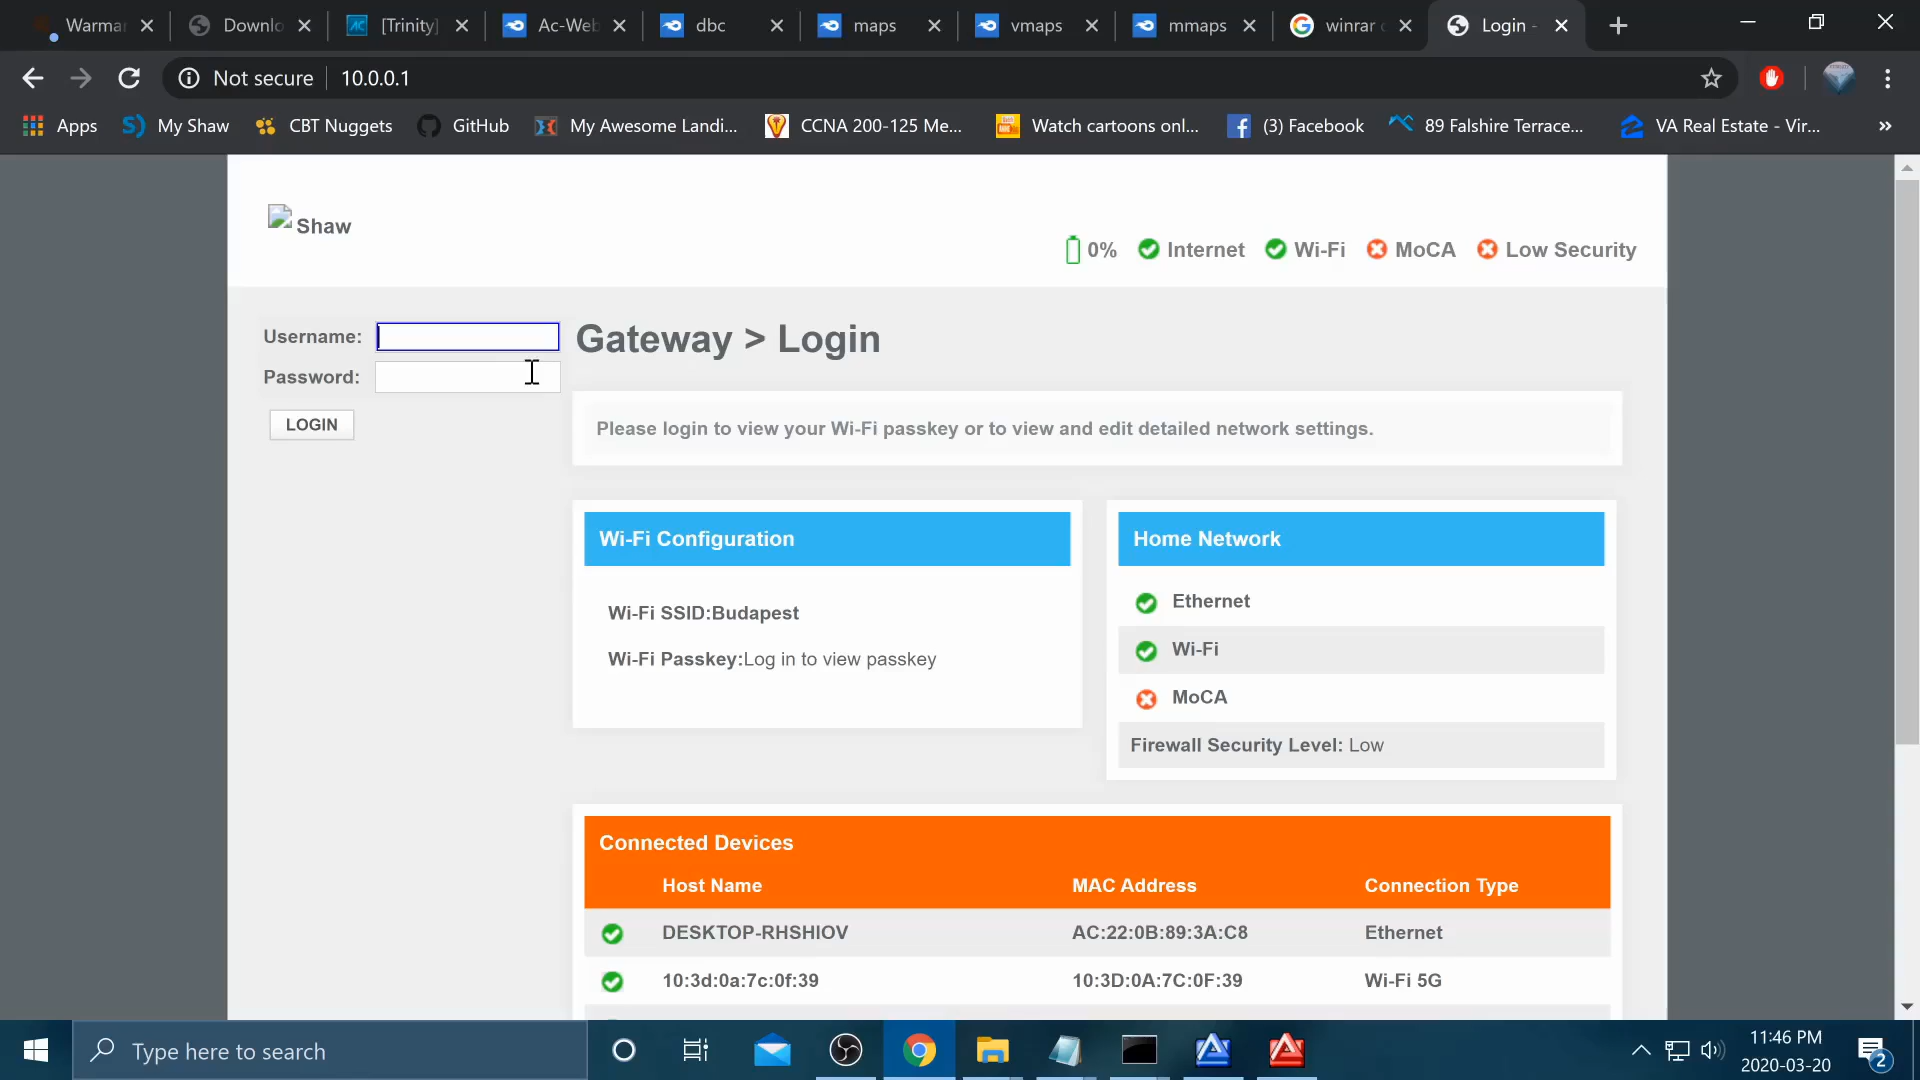 Warmar
Downlo
[Trinity]
Ac-Web
dbc
maps
vmaps
mmaps
winrar c
Login -
Not secure
10.0.0.1
Apps
My Shaw
CBT Nuggets
GitHub
My Awesome Landi...
CCNA 200-125 Me...
Watch cartoons onl...
(3) Facebook
89 Falshire Terrace...
VA Real Estate - Vir...
»
Shaw
0%
Internet
Wi-Fi
MoCA
Low Security
Username:
Password:
LOGIN
Gateway > Login
Please login to view your Wi-Fi passkey or to view and edit detailed network settings.
Wi-Fi Configuration
Wi-Fi SSID:Budapest
Wi-Fi Passkey:Log in to view passkey
Home Network
Ethernet
Wi-Fi
MoCA
Firewall Security Level: Low
Connected Devices
Host Name MAC Address Connection Type
DESKTOP-RHSHIOV AC:22:0B:89:3A:C8 Ethernet
10:3d:0a:7c:0f:39 10:3D:0A:7C:0F:39 Wi-Fi 5G
Type here to search
11:46 PM
2020-03-20
2